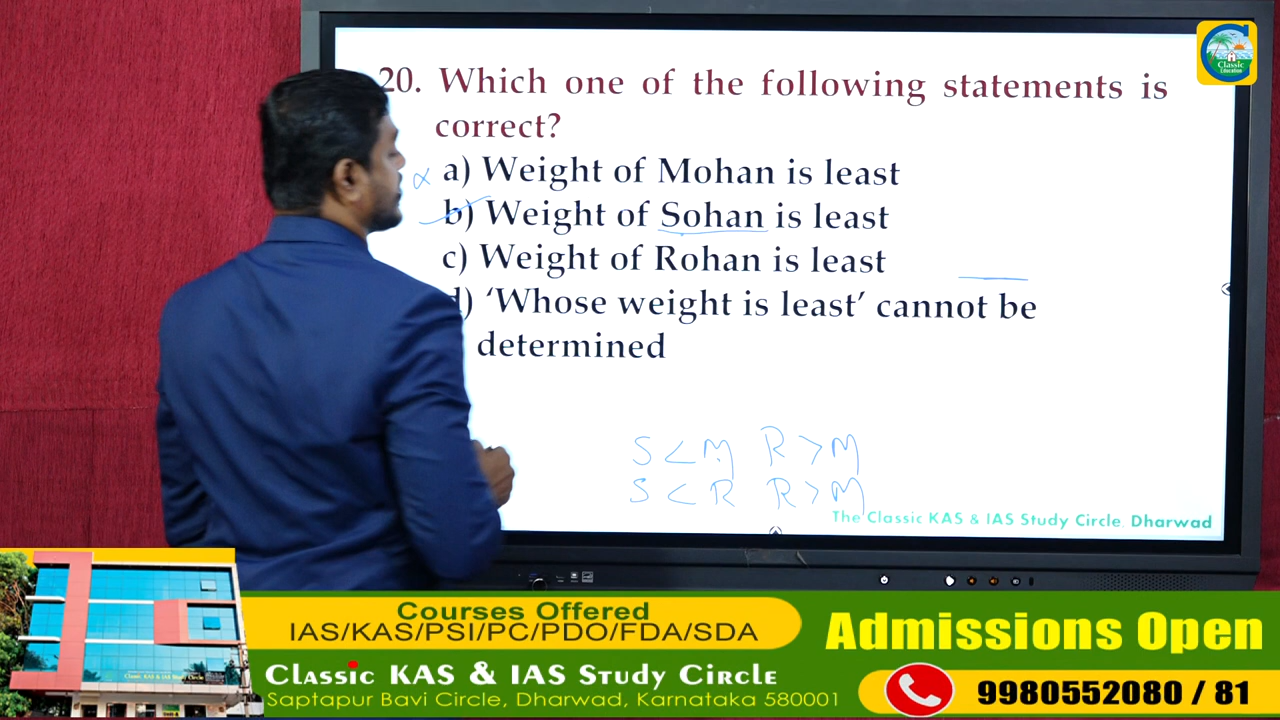 20. Which one of the following statements is
correct?
α a) Weight of Mohan is least
b) Weight of Sohan is least
c) Weight of Rohan is least
d) ‘Whose weight is least’ cannot be
determined
S < M R > M
S < R R > M
The Classic KAS & IAS Study Circle, Dharwad
Classic
Education
Courses Offered
IAS/KAS/PSI/PC/PDO/FDA/SDA
Classic KAS & IAS Study Circle
Saptapur Bavi Circle, Dharwad, Karnataka 580001
Admissions Open
9980552080 / 81